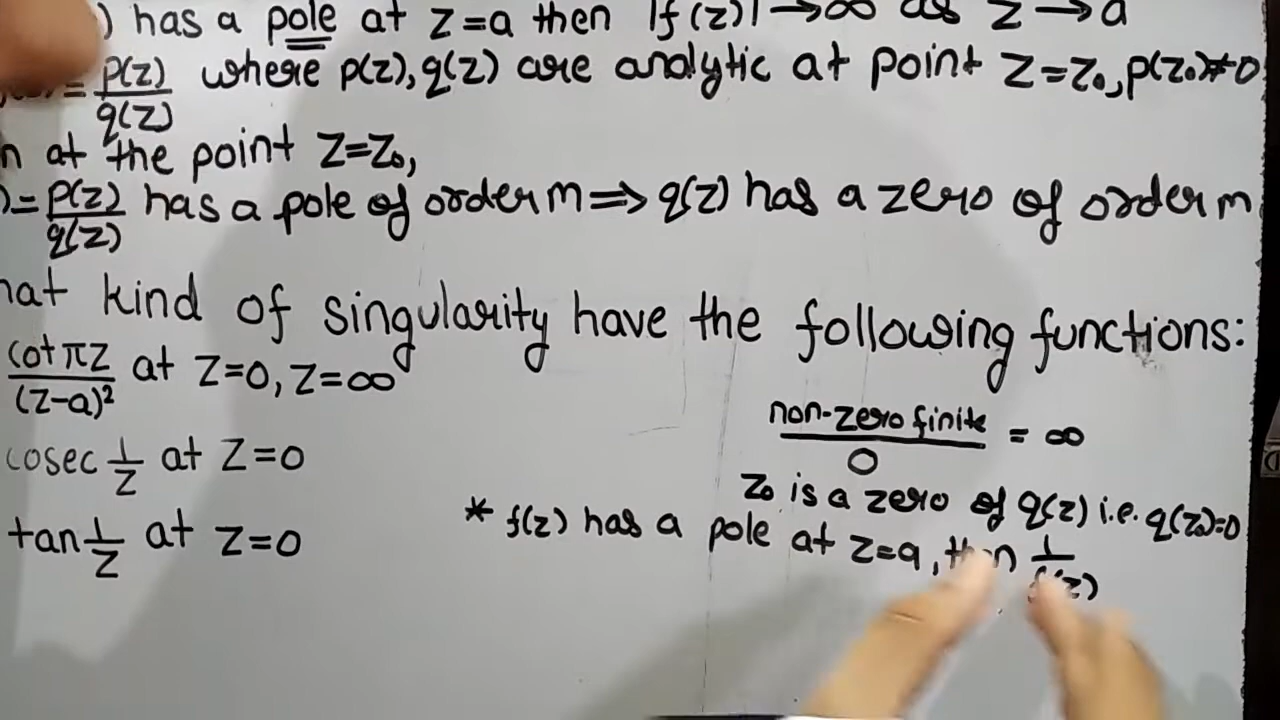 ) has a pole at z=a then |f(z)|→∞ as z→a
= p(z)/q(z) where p(z), q(z) are analytic at point z=z₀, p(z₀)≠0
n at the point z=z₀,
)= p(z)/q(z) has a pole of order m ⇒ q(z) has a zero of order m
hat kind of singularity have the following functions:
cot πz/(z-a)² at z=0, z=∞
non-zero finite/0 = ∞
cosec 1/z at z=0
z₀ is a zero of q(z) i.e. q(z₀)=0
* f(z) has a pole at z=a, then 1/f(z)
tan 1/z at z=0